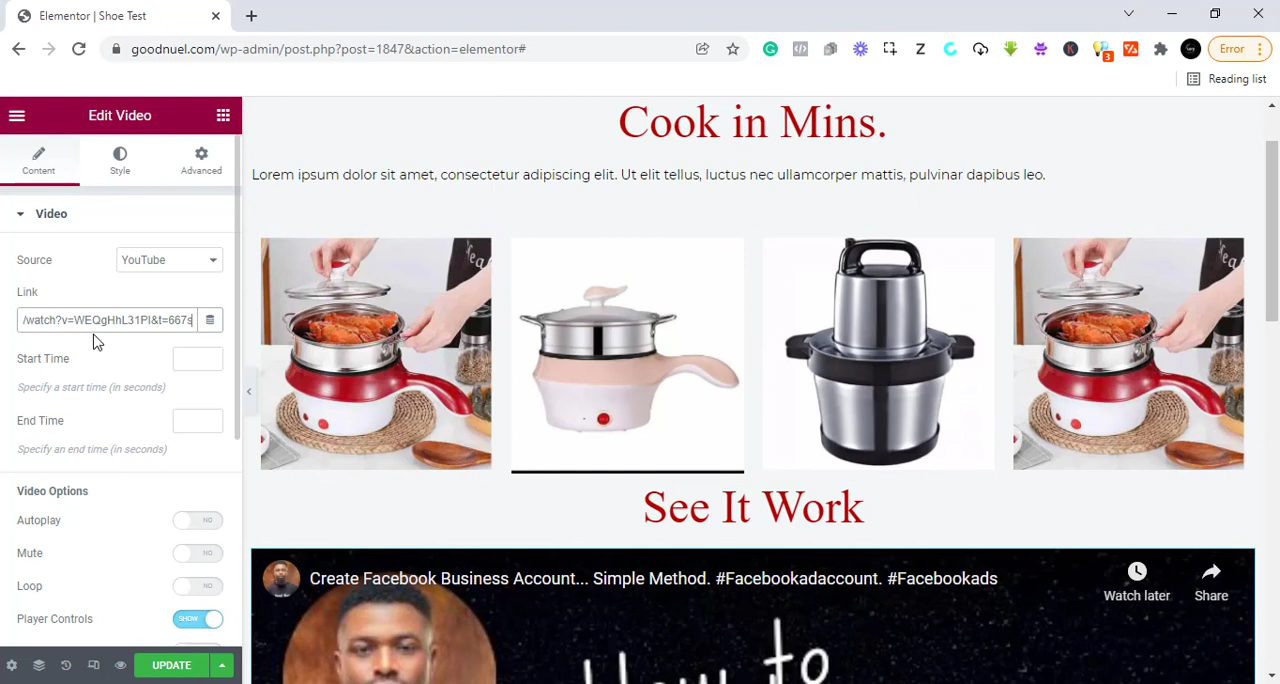 Elementor | Shoe Test
goodnuel.com/wp-admin/post.php?post=1847&action=elementor#
Error
3
Reading list
Edit Video
Content
Style
Advanced
Video
Source
YouTube
Link
/watch?v=WEQgHhL31PI&t=667s
Start Time
Specify a start time (in seconds)
End Time
Specify an end time (in seconds)
Video Options
Autoplay
NO
Mute
NO
Loop
NO
Player Controls
SHOW
UPDATE
Cook in Mins.
Lorem ipsum dolor sit amet, consectetur adipiscing elit. Ut elit tellus, luctus nec ullamcorper mattis, pulvinar dapibus leo.
See It Work
Create Facebook Business Account... Simple Method. #Facebookadaccount. #Facebookads
Watch later
Share
How to